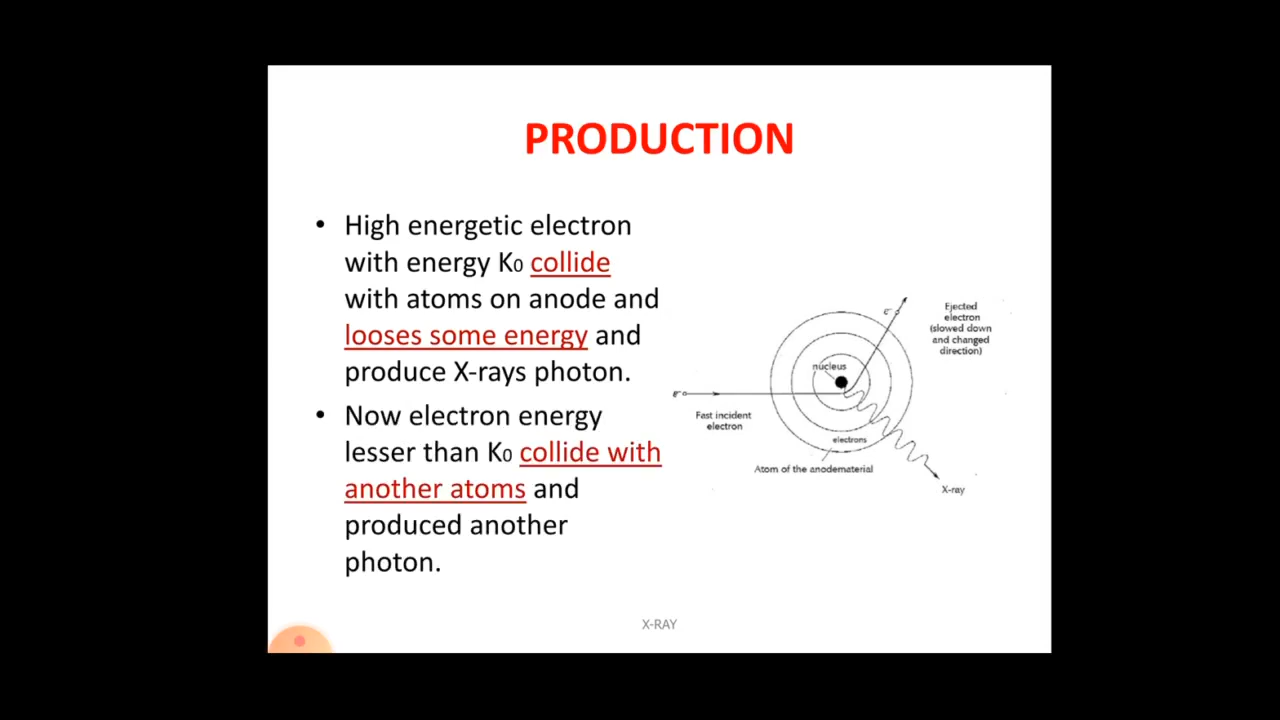 PRODUCTION
• High energetic electron
with energy K0 collide
with atoms on anode and
looses some energy and
produce X-rays photon.
• Now electron energy
lesser than K0 collide with
another atoms and
produced another
photon.
e-
Ejected
electron
(slowed down
and changed
direction)
nucleus
e-
Fast incident
electron
electrons
Atom of the anodematerial
X-ray
X-RAY